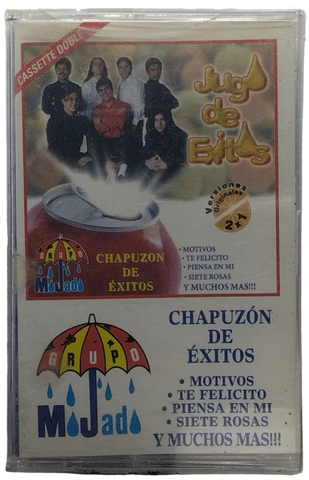 CASSETTE DOBLE
Jugo
de
Exitos
Versiones
Originales
2x1
GRUPO
MoJado
CHAPUZON
DE
ÉXITOS
• MOTIVOS
• TE FELICITO
• PIENSA EN MI
• SIETE ROSAS
Y MUCHOS MAS!!!
GRUPO
MoJado
CHAPUZÓN
DE
ÉXITOS
• MOTIVOS
• TE FELICITO
• PIENSA EN MI
• SIETE ROSAS
Y MUCHOS MAS!!!